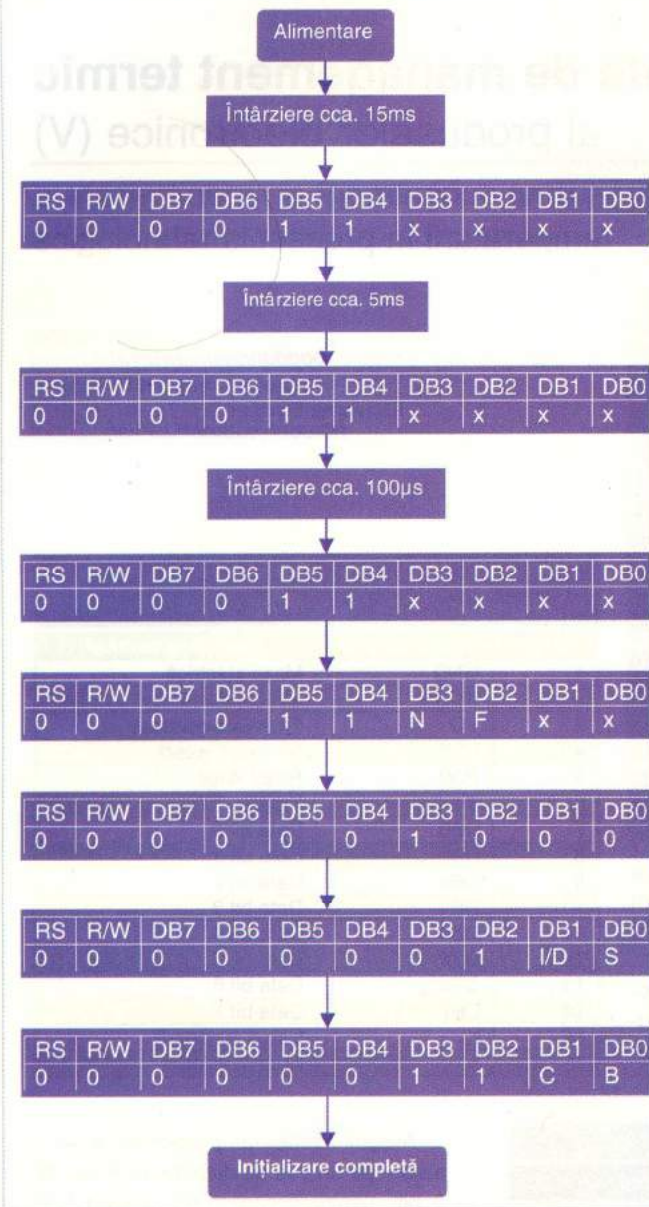 Alimentare
Întârziere cca. 15ms
RS R/W DB7 DB6 DB5 DB4 DB3 DB2 DB1 DB0
0 0 0 0 1 1 x x x x
Întârziere cca. 5ms
RS R/W DB7 DB6 DB5 DB4 DB3 DB2 DB1 DB0
0 0 0 0 1 1 x x x x
Întârziere cca. 100µs
RS R/W DB7 DB6 DB5 DB4 DB3 DB2 DB1 DB0
0 0 0 0 1 1 x x x x
RS R/W DB7 DB6 DB5 DB4 DB3 DB2 DB1 DB0
0 0 0 0 1 1 N F x x
RS R/W DB7 DB6 DB5 DB4 DB3 DB2 DB1 DB0
0 0 0 0 0 0 1 0 0 0
RS R/W DB7 DB6 DB5 DB4 DB3 DB2 DB1 DB0
0 0 0 0 0 0 0 1 I/D S
RS R/W DB7 DB6 DB5 DB4 DB3 DB2 DB1 DB0
0 0 0 0 0 0 1 1 C B
Inițializare completă